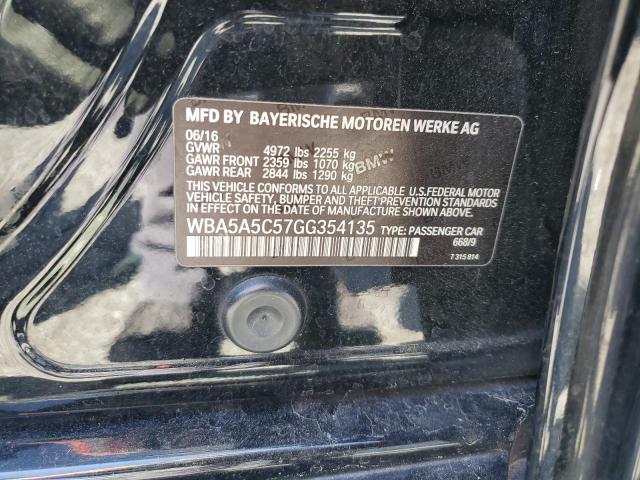 MFD BY BAYERISCHE MOTOREN WERKE AG
06/16
GVWR 4972 lbs 2255 kg
GAWR FRONT 2359 lbs 1070 kg
GAWR REAR 2844 lbs 1290 kg
BMW
THIS VEHICLE CONFORMS TO ALL APPLICABLE U.S. FEDERAL MOTOR
VEHICLE SAFETY, BUMPER AND THEFT PREVENTION STANDARDS
IN EFFECT ON THE DATE OF MANUFACTURE SHOWN ABOVE.
WBA5A5C57GG354135 TYPE: PASSENGER CAR
668/9
7 315 814